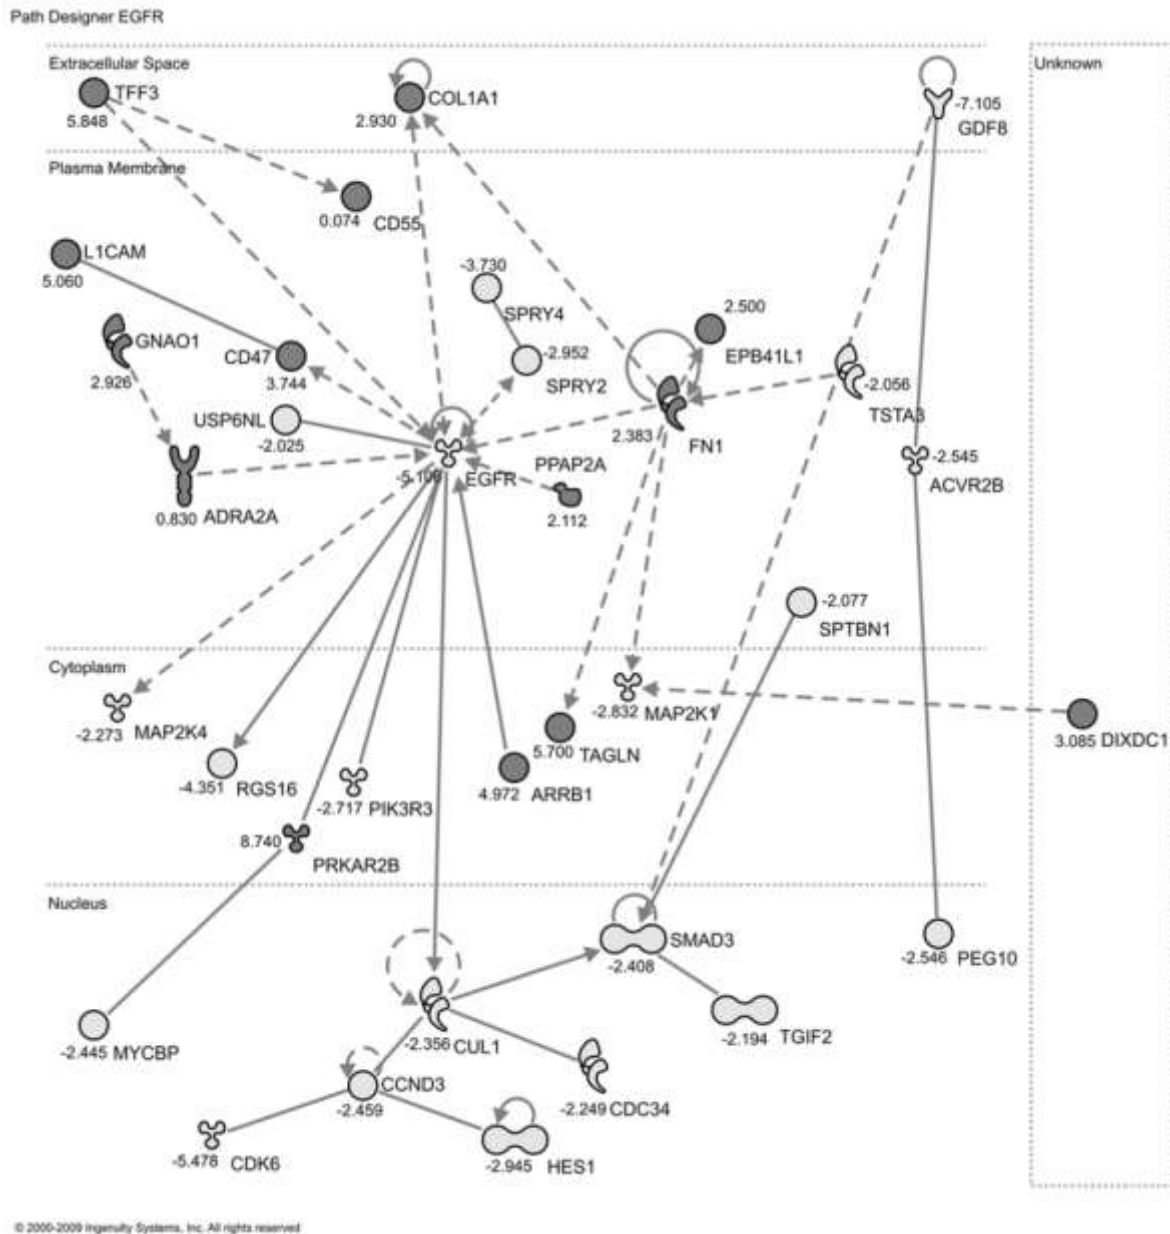 Path Designer EGFR
Extracellular Space
Unknown
TFF3
5.848
COL1A1
2.930
-7.105
GDF8
Plasma Membrane
0.074
CD55
L1CAM
5.060
-3.730
SPRY4
2.500
EPB41L1
GNAO1
2.926
CD47
3.744
-2.952
SPRY2
-2.056
TSTA3
USP6NL
-2.025
2.383
FN1
-5.109
EGFR
PPAP2A
2.112
-2.545
ACVR2B
0.830
ADRA2A
-2.077
SPTBN1
Cytoplasm
-2.273
MAP2K4
-2.832
MAP2K1
3.085
DIXDC1
-4.351
RGS16
-2.717
PIK3R3
5.700
TAGLN
4.972
ARRB1
8.740
PRKAR2B
Nucleus
SMAD3
-2.408
-2.546
PEG10
-2.445
MYCBP
-2.356
CUL1
-2.194
TGIF2
CCND3
-2.459
-2.249
CDC34
-5.478
CDK6
-2.945
HES1
© 2000-2009 Ingenuity Systems, Inc. All rights reserved